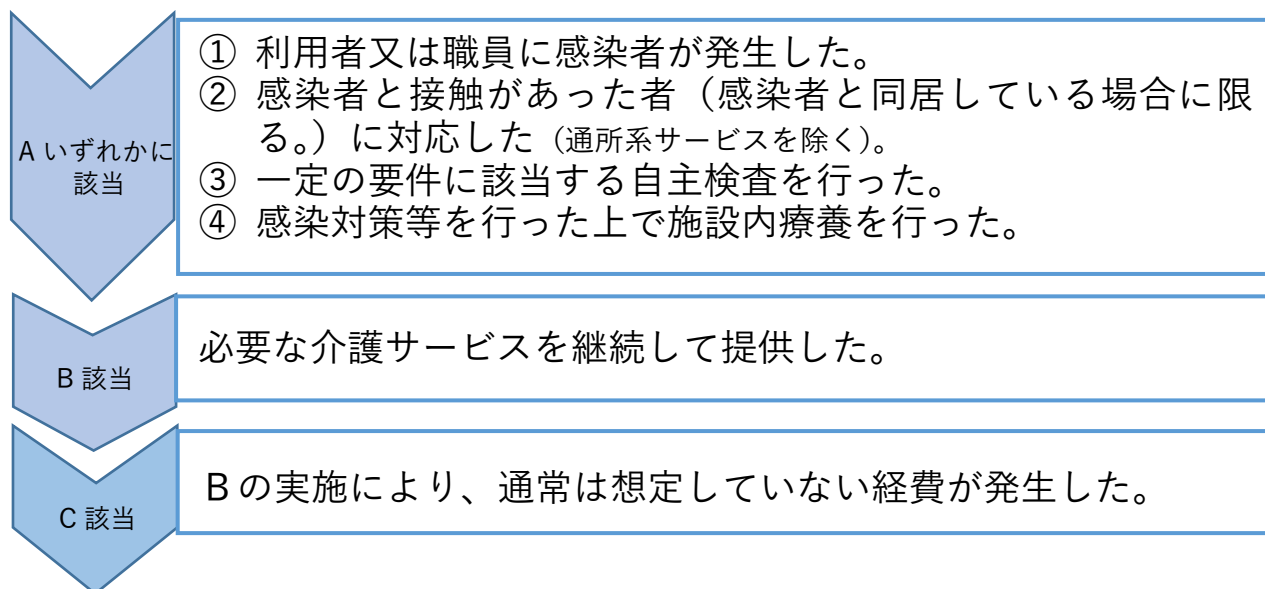 A いずれかに
該当
① 利用者又は職員に感染者が発生した。
② 感染者と接触があった者（感染者と同居している場合に限
る。）に対応した（通所系サービスを除く）。
③ 一定の要件に該当する自主検査を行った。
④ 感染対策等を行った上で施設内療養を行った。
B 該当
必要な介護サービスを継続して提供した。
C 該当
Ｂの実施により、通常は想定していない経費が発生した。